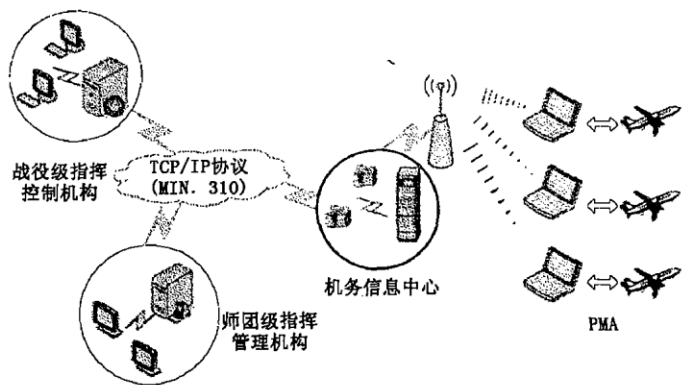 战役级指挥
控制机构
TCP/IP协议
(MIN. 310)
机务信息中心
师团级指挥
管理机构
PMA